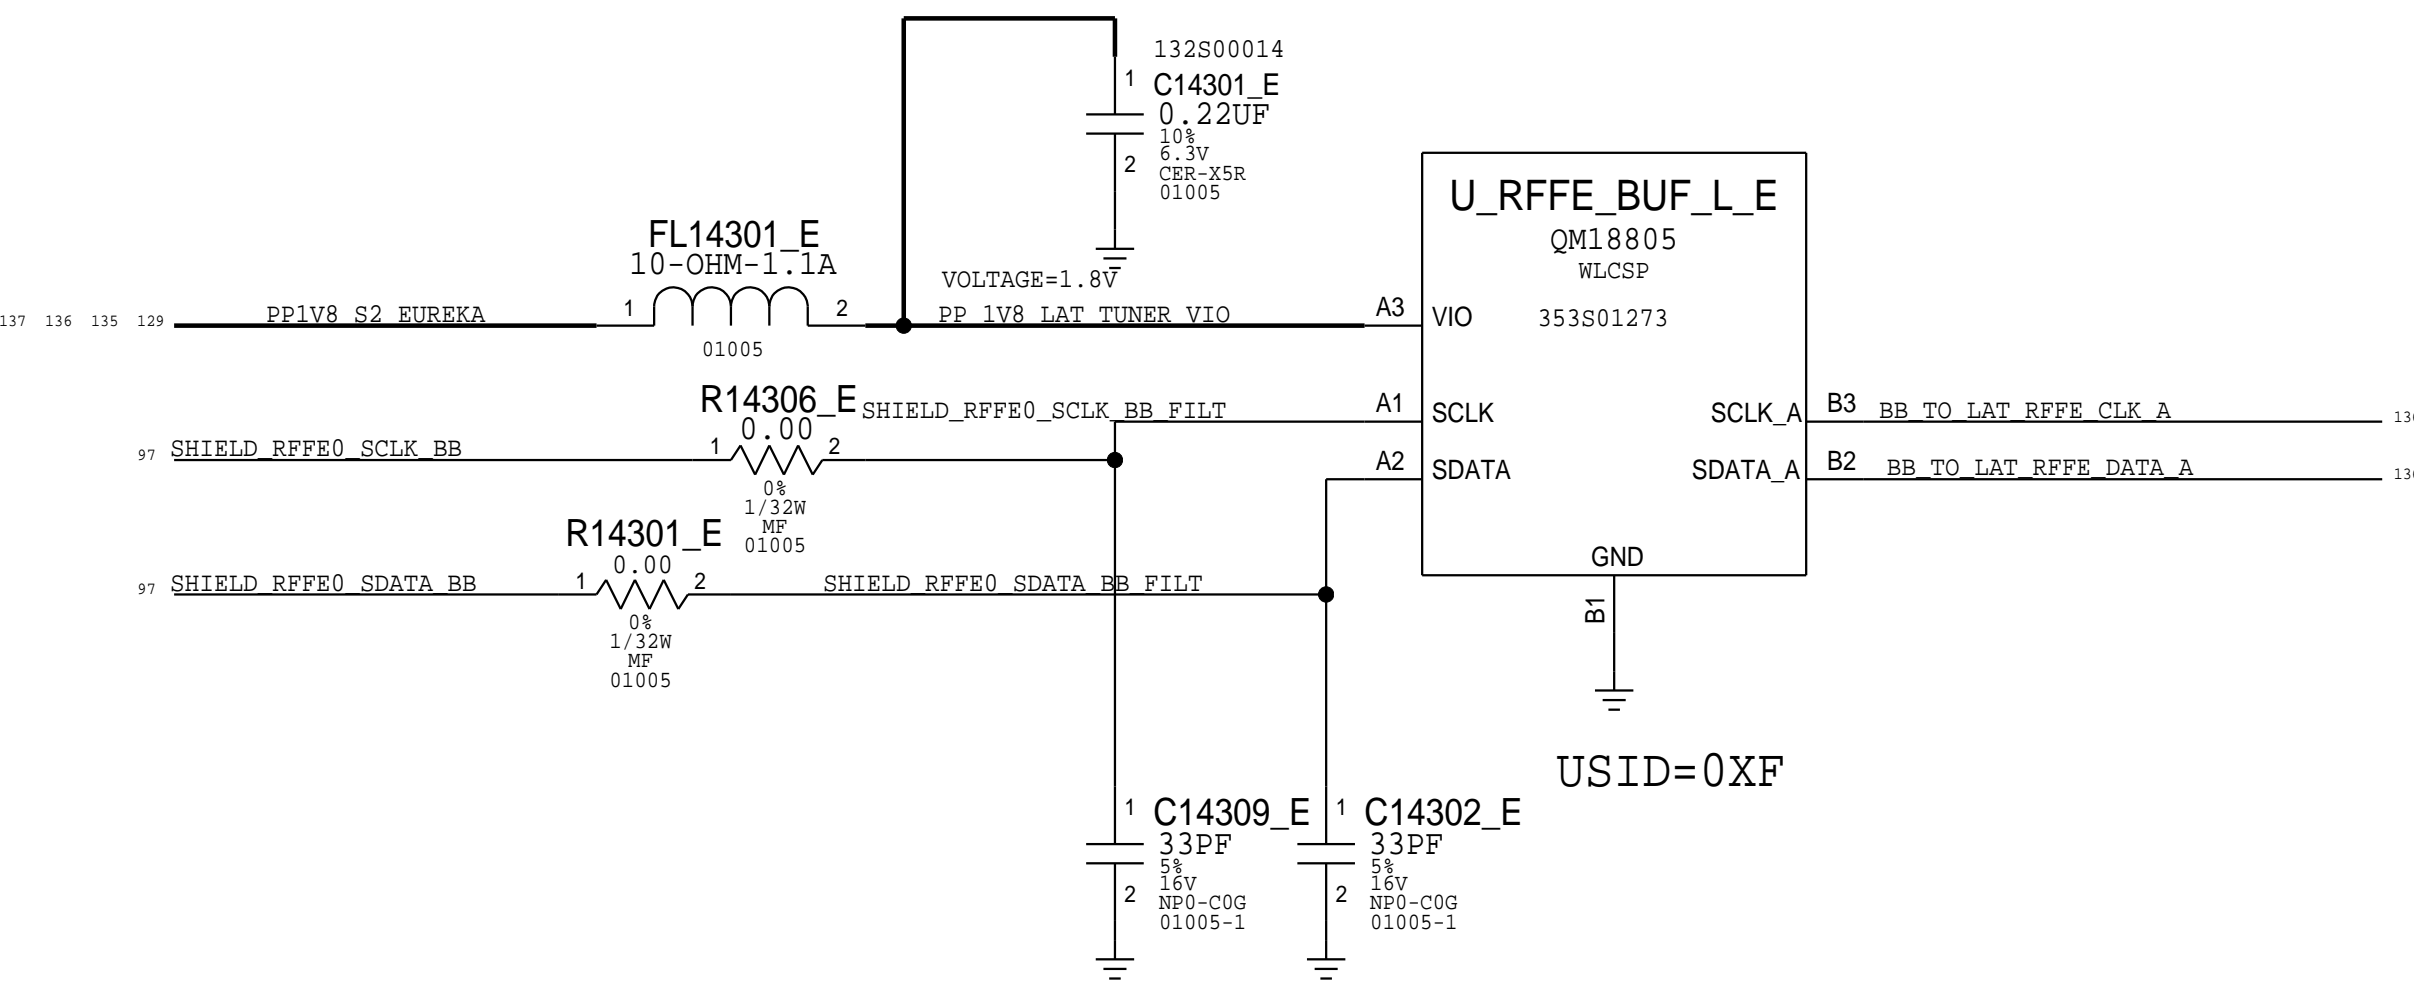 132S00014
1
C14301_E
0.22UF
10%
6.3V
2
CER-X5R
01005
U_RFFE_BUF_L_E
QM18805
WLCSP
353S01273
FL14301_E
10-OHM-1.1A
VOLTAGE=1.8V
137 136 135 129
PP1V8_S2_EUREKA
1
2
PP_1V8_LAT_TUNER_VIO
A3
VIO
01005
R14306_E
SHIELD_RFFE0_SCLK_BB_FILT
A1
SCLK
SCLK_A
B3
BB_TO_LAT_RFFE_CLK_A
0.00
97
SHIELD_RFFE0_SCLK_BB
1
2
A2
SDATA
SDATA_A
B2
BB_TO_LAT_RFFE_DATA_A
0%
1/32W
MF
01005
R14301_E
0.00
GND
97
SHIELD_RFFE0_SDATA_BB
1
2
SHIELD_RFFE0_SDATA_BB_FILT
B1
0%
1/32W
MF
01005
USID=0XF
1
C14309_E
33PF
5%
16V
2
NP0-C0G
01005-1
1
C14302_E
33PF
5%
16V
2
NP0-C0G
01005-1